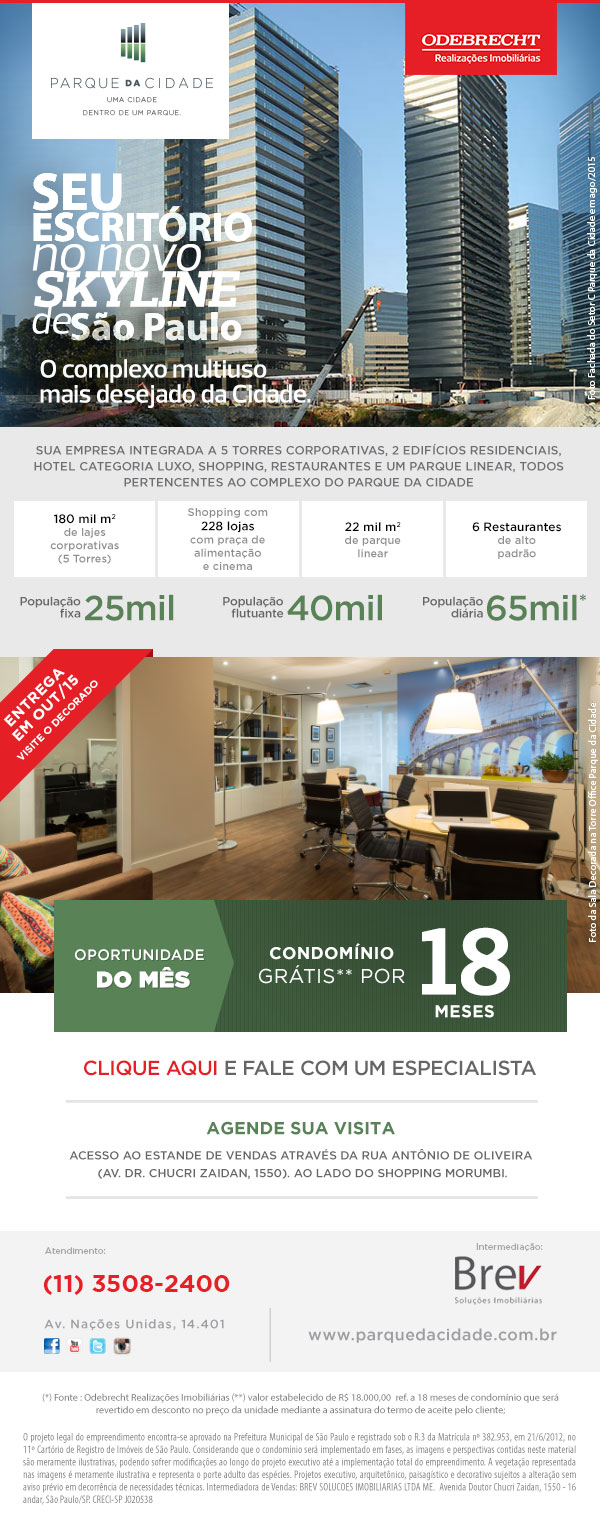 PARQUE DA CIDADE
UMA CIDADE
DENTRO DE UM PARQUE.
ODEBRECHT
Realizações Imobiliárias
SEU
ESCRITÓRIO
no novo
SKYLINE
de São Paulo
O complexo multiuso
mais desejado da Cidade.
Foto Fachada do Setor C Parque da Cidade em ago/2015
SUA EMPRESA INTEGRADA A 5 TORRES CORPORATIVAS, 2 EDIFÍCIOS RESIDENCIAIS,
HOTEL CATEGORIA LUXO, SHOPPING, RESTAURANTES E UM PARQUE LINEAR, TODOS
PERTENCENTES AO COMPLEXO DO PARQUE DA CIDADE
180 mil m²
de lajes
corporativas
(5 Torres)
Shopping com
228 lojas
com praça de
alimentação
e cinema
22 mil m²
de parque
linear
6 Restaurantes
de alto
padrão
População
fixa 25mil
População
flutuante 40mil
População
diária 65mil*
ENTREGA
EM OUT/15
VISITE O DECORADO
Foto da Sala Decorada na Torre Office Parque da Cidade
OPORTUNIDADE
DO MÊS
CONDOMÍNIO
GRÁTIS** POR
18
MESES
CLIQUE AQUI E FALE COM UM ESPECIALISTA
AGENDE SUA VISITA
ACESSO AO ESTANDE DE VENDAS ATRAVÉS DA RUA ANTÔNIO DE OLIVEIRA
(AV. DR. CHUCRI ZAIDAN, 1550). AO LADO DO SHOPPING MORUMBI.
Atendimento:
(11) 3508-2400
Av. Nações Unidas, 14.401
Intermediação:
Brev
Soluções Imobiliárias
www.parquedacidade.com.br
(*) Fonte : Odebrecht Realizações Imobiliárias (**) valor estabelecido de R$ 18.000,00 ref. a 18 meses de condomínio que será
revertido em desconto no preço da unidade mediante a assinatura do termo de aceite pelo cliente;
O projeto legal do empreendimento encontra-se aprovado na Prefeitura Municipal de São Paulo e registrado sob o R.3 da Matrícula nº 382.953, em 21/6/2012, no
11º Cartório de Registro de Imóveis de São Paulo. Considerando que o condomínio será implementado em fases, as imagens e perspectivas contidas neste material
são meramente ilustrativas, podendo sofrer modificações ao longo do projeto executivo até a implementação total do empreendimento. A vegetação representada
nas imagens é meramente ilustrativa e representa o porte adulto das espécies. Projetos executivo, arquitetônico, paisagístico e decorativo sujeitos a alteração sem
aviso prévio em decorrência de necessidades técnicas. Intermediadora de Vendas: BREV SOLUCOES IMOBILIARIAS LTDA ME. Avenida Doutor Chucri Zaidan, 1550 - 16
andar, São Paulo/SP. CRECI-SP J020538